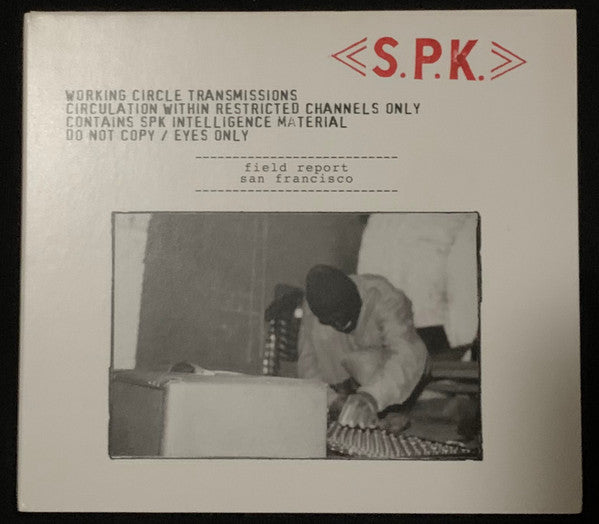 ≪S.P.K.≫
WORKING CIRCLE TRANSMISSIONS
CIRCULATION WITHIN RESTRICTED CHANNELS ONLY
CONTAINS SPK INTELLIGENCE MATERIAL
DO NOT COPY / EYES ONLY
field report
san francisco